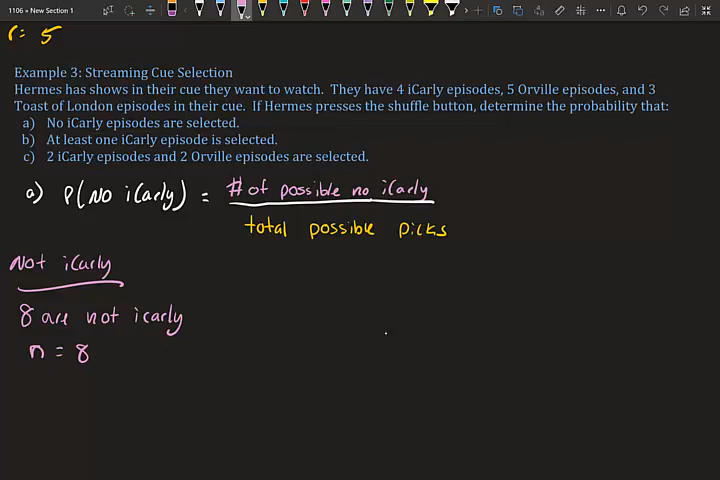 1106 » New Section 1
r = 5
Example 3: Streaming Cue Selection
Hermes has shows in their cue they want to watch. They have 4 iCarly episodes, 5 Orville episodes, and 3
Toast of London episodes in their cue. If Hermes presses the shuffle button, determine the probability that:
a) No iCarly episodes are selected.
b) At least one iCarly episode is selected.
c) 2 iCarly episodes and 2 Orville episodes are selected.
a) P(No iCarly) = # of possible no iCarly
total possible picks
Not iCarly
8 are not icarly
n = 8